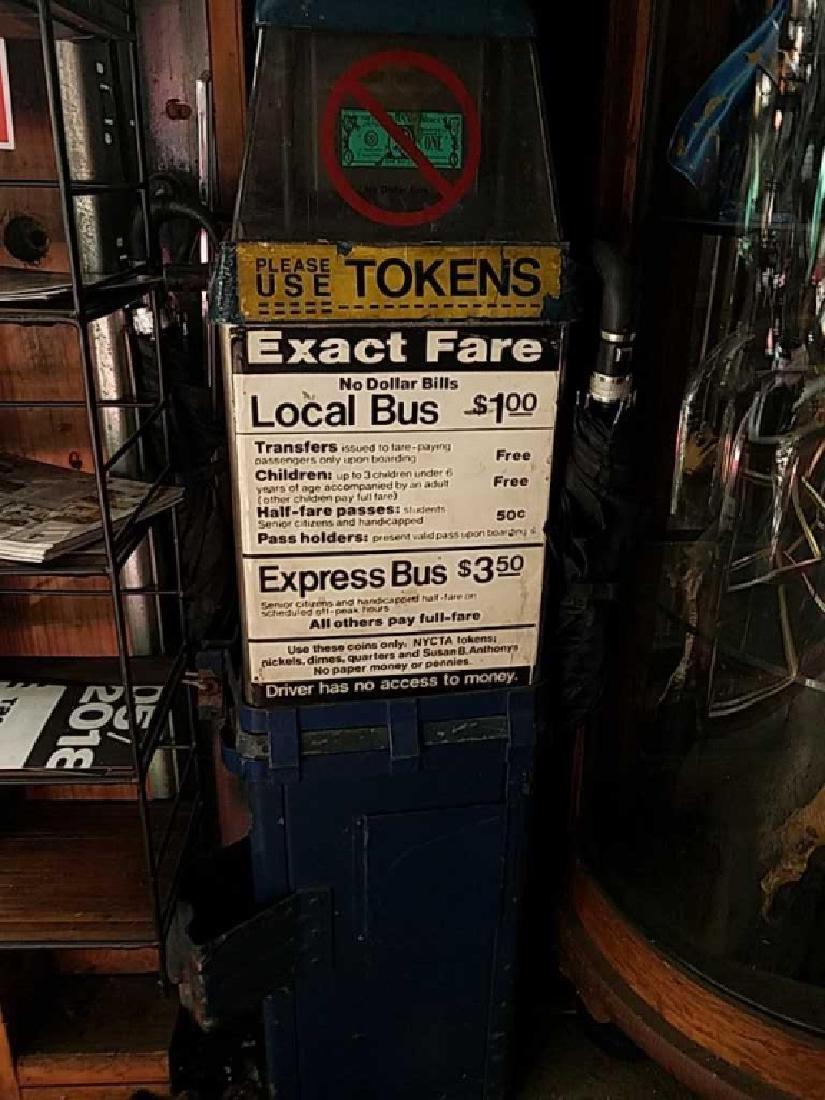 ONE
PLEASE
USE TOKENS
Exact Fare
No Dollar Bills
Local Bus $1.00
Transfers issued to fare-paying
passengers only upon boarding Free
Children: up to 3 children under 6
years of age accompanied by an adult Free
(other children pay full fare)
Half-fare passes: students
Senior citizens and handicapped 50c
Pass holders: present valid pass upon boarding
Express Bus $3.50
Senior citizens and handicapped half-fare on
scheduled off-peak hours
All others pay full-fare
Use these coins only: NYCTA tokens;
nickels, dimes, quarters and Susan B. Anthonys
No paper money or pennies.
Driver has no access to money.
05/
2018